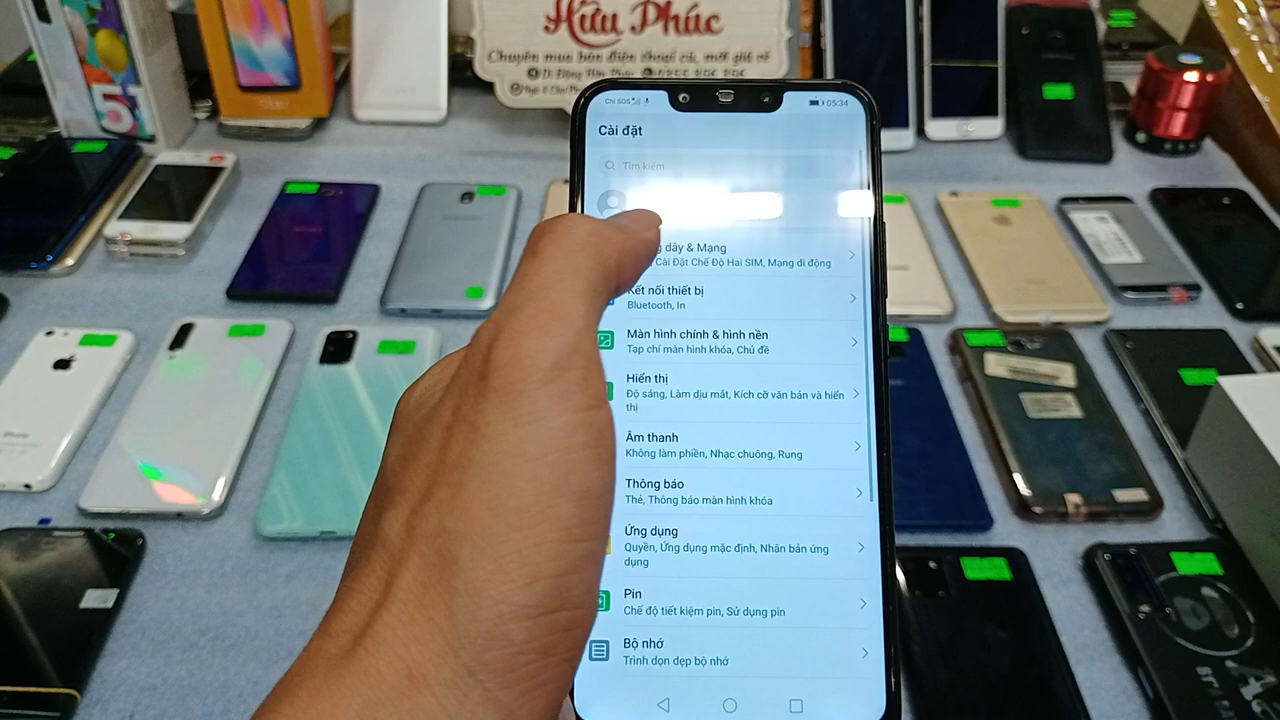 Hữu Phúc
Chuyên mua bán điện thoại cũ, mới giá rẻ
Chỉ SOS
05:34
Cài đặt
Tìm kiếm
dây & Mạng
Cài Đặt Chế Độ Hai SIM, Mạng di động
Kết nối thiết bị
Bluetooth, In
Màn hình chính & hình nền
Tạp chí màn hình khóa, Chủ đề
Hiển thị
Độ sáng, Làm dịu mắt, Kích cỡ văn bản và hiển
thị
Âm thanh
Không làm phiền, Nhạc chuông, Rung
Thông báo
Thẻ, Thông báo màn hình khóa
Ứng dụng
Quyền, Ứng dụng mặc định, Nhân bản ứng
dụng
Pin
Chế độ tiết kiệm pin, Sử dụng pin
Bộ nhớ
Trình dọn dẹp bộ nhớ